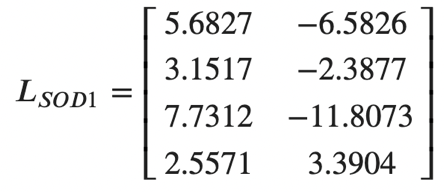 5.6827 −6.5826
3.1517 −2.3877
L_SOD1 =
7.7312 −11.8073
2.5571 3.3904